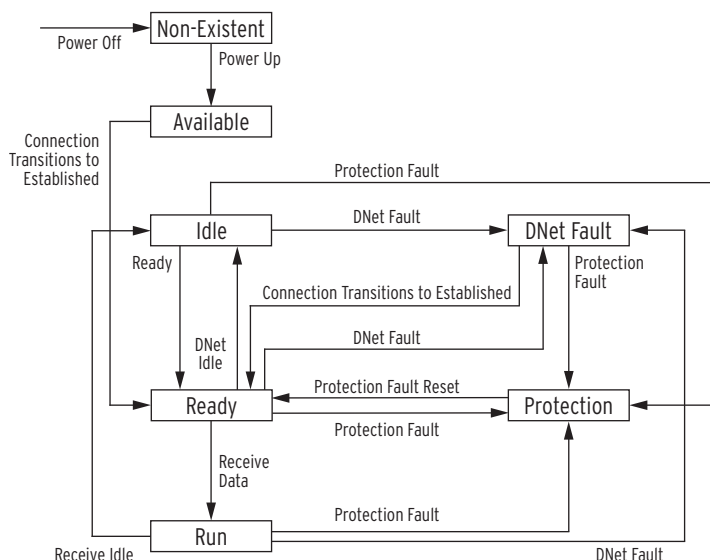 Non-Existent
Power Off
Power Up
Available
Connection
Transitions to
Established
Protection Fault
Idle
DNet Fault
DNet Fault
Ready
Protection
Fault
Connection Transitions to Established
DNet Fault
DNet
Idle
Protection Fault Reset
Ready
Protection
Protection Fault
Receive
Data
Protection Fault
Run
Receive Idle
DNet Fault